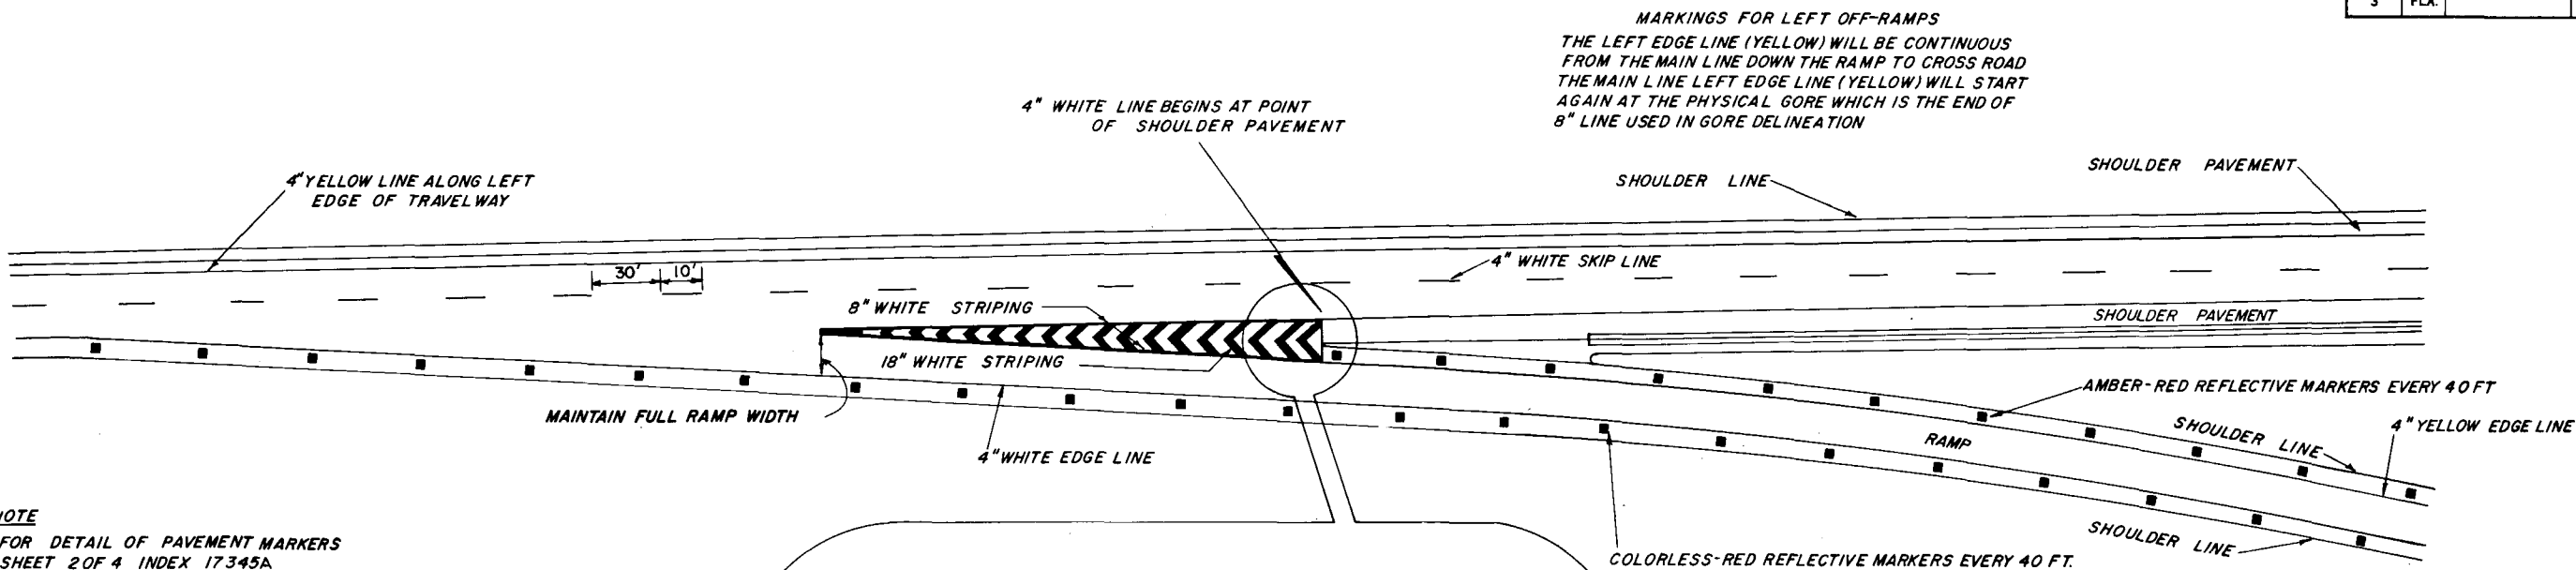 3 FLA.
MARKINGS FOR LEFT OFF-RAMPS
THE LEFT EDGE LINE (YELLOW) WILL BE CONTINUOUS
FROM THE MAIN LINE DOWN THE RAMP TO CROSS ROAD
THE MAIN LINE LEFT EDGE LINE (YELLOW) WILL START
AGAIN AT THE PHYSICAL GORE WHICH IS THE END OF
8" LINE USED IN GORE DELINEATION
4" WHITE LINE BEGINS AT POINT
OF SHOULDER PAVEMENT
4" YELLOW LINE ALONG LEFT
EDGE OF TRAVELWAY
SHOULDER LINE
SHOULDER PAVEMENT
30' 10'
4" WHITE SKIP LINE
8" WHITE STRIPING
SHOULDER PAVEMENT
18" WHITE STRIPING
AMBER-RED REFLECTIVE MARKERS EVERY 40 FT
MAINTAIN FULL RAMP WIDTH
4" YELLOW EDGE LINE
SHOULDER LINE
RAMP
4" WHITE EDGE LINE
SHOULDER LINE
NOTE
FOR DETAIL OF PAVEMENT MARKERS
SHEET 2 OF 4 INDEX 17345A
COLORLESS-RED REFLECTIVE MARKERS EVERY 40 FT.